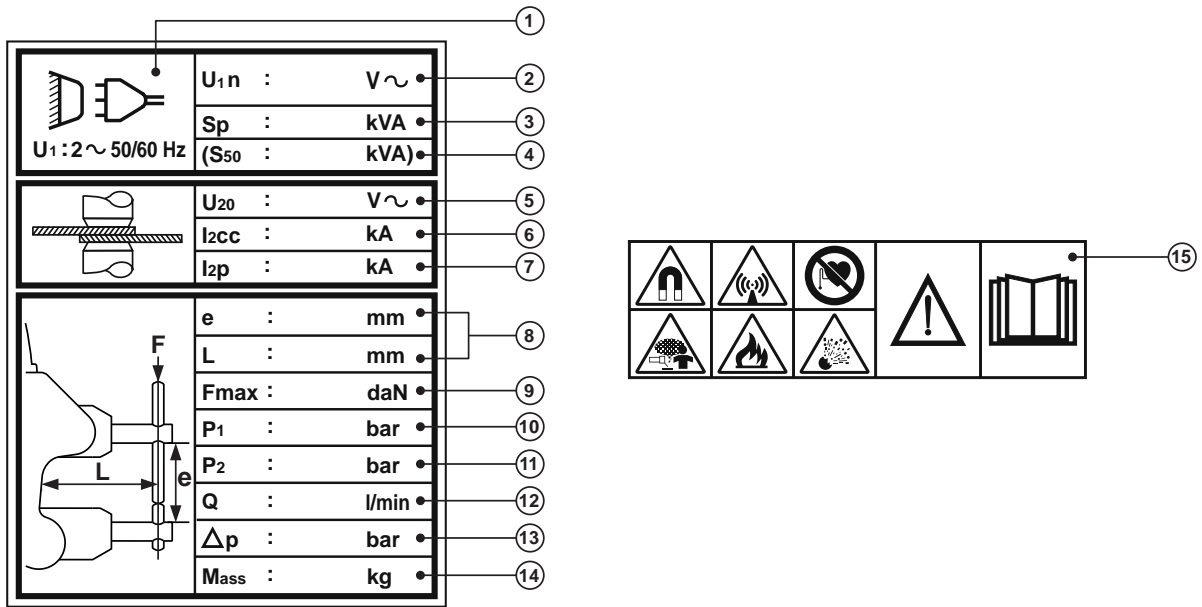 1
U1n : V~ 2
Sp : kVA 3
U1 : 2~ 50/60 Hz (S50 : kVA) 4
U20 : V~ 5
I2cc : kA 6
I2p : kA 7
e : mm
8
L : mm
F
Fmax : daN 9
P1 : bar 10
P2 : bar 11
L e
Q : l/min 12
Δp : bar 13
Mass : kg 14
15